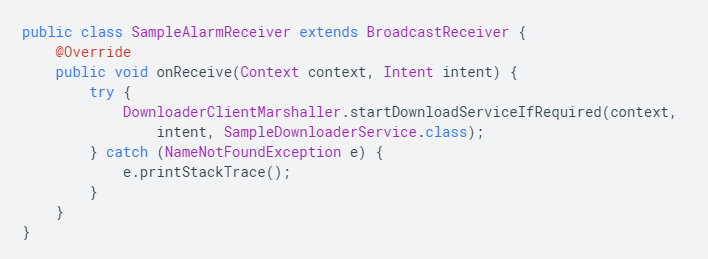 public class SampleAlarmReceiver extends BroadcastReceiver {
    @Override
    public void onReceive(Context context, Intent intent) {
        try {
            DownloaderClientMarshaller.startDownloadServiceIfRequired(context,
                intent, SampleDownloaderService.class);
        } catch (NameNotFoundException e) {
            e.printStackTrace();
        }
    }
}